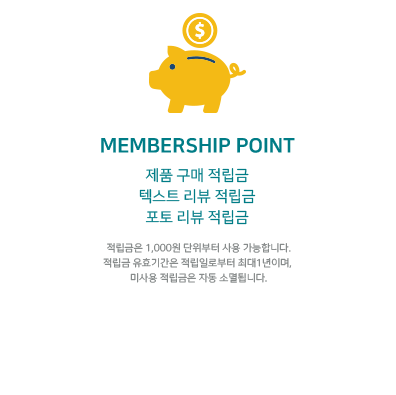 MEMBERSHIP POINT
제품 구매 적립금
텍스트 리뷰 적립금
포토 리뷰 적립금
적립금은 1,000원 단위부터 사용 가능합니다.
적립금 유효기간은 적립일로부터 최대1년이며,
미사용 적립금은 자동 소멸됩니다.